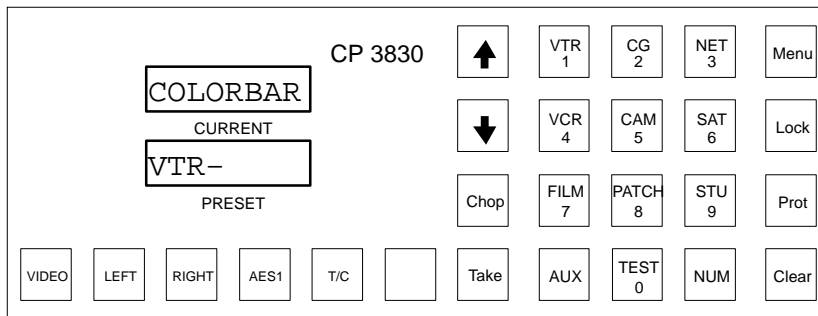 CP 3830
COLORBAR
CURRENT
VTR-
PRESET
VTR
1
CG
2
NET
3
Menu
VCR
4
CAM
5
SAT
6
Lock
Chop
FILM
7
PATCH
8
STU
9
Prot
VIDEO
LEFT
RIGHT
AES1
T/C
Take
AUX
TEST
0
NUM
Clear